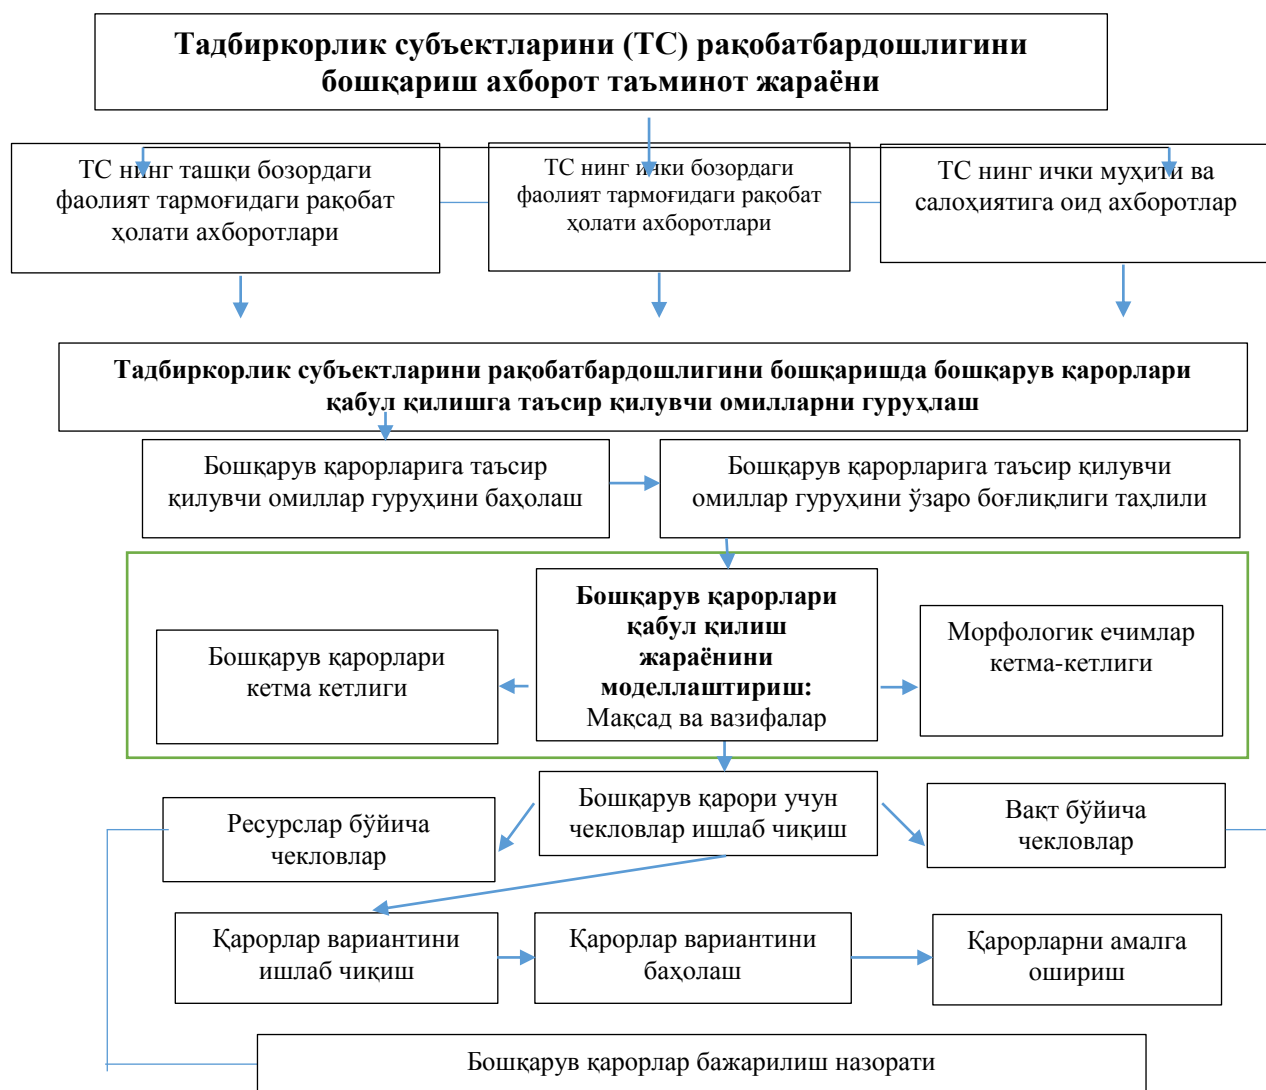 Тадбиркорлик субъектларини (ТС) рақобатбардошлигини
бошқариш ахборот таъминот жараёни
ТС нинг ташқи бозордаги
фаолият тармоғидаги рақобат
ҳолати ахборотлари
ТС нинг ички бозордаги
фаолият тармоғидаги рақобат
ҳолати ахборотлари
ТС нинг ички муҳити ва
салоҳиятига оид ахборотлар
Тадбиркорлик субъектларини рақобатбардошлигини бошқаришда бошқарув қарорлари
қабул қилишга таъсир қилувчи омилларни гуруҳлаш
Бошқарув қарорларига таъсир
қилувчи омиллар гуруҳини баҳолаш
Бошқарув қарорларига таъсир қилувчи
омиллар гуруҳини ўзаро боғлиқлиги таҳлили
Бошқарув қарорлари
кетма кетлиги
Бошқарув қарорлари
қабул қилиш
жараёнини
моделлаштириш:
Мақсад ва вазифалар
Морфологик ечимлар
кетма-кетлиги
Ресурслар бўйича
чекловлар
Бошқарув қарори учун
чекловлар ишлаб чиқиш
Вақт бўйича
чекловлар
Қарорлар вариантини
ишлаб чиқиш
Қарорлар вариантини
баҳолаш
Қарорларни амалга
ошириш
Бошқарув қарорлар бажарилиш назорати